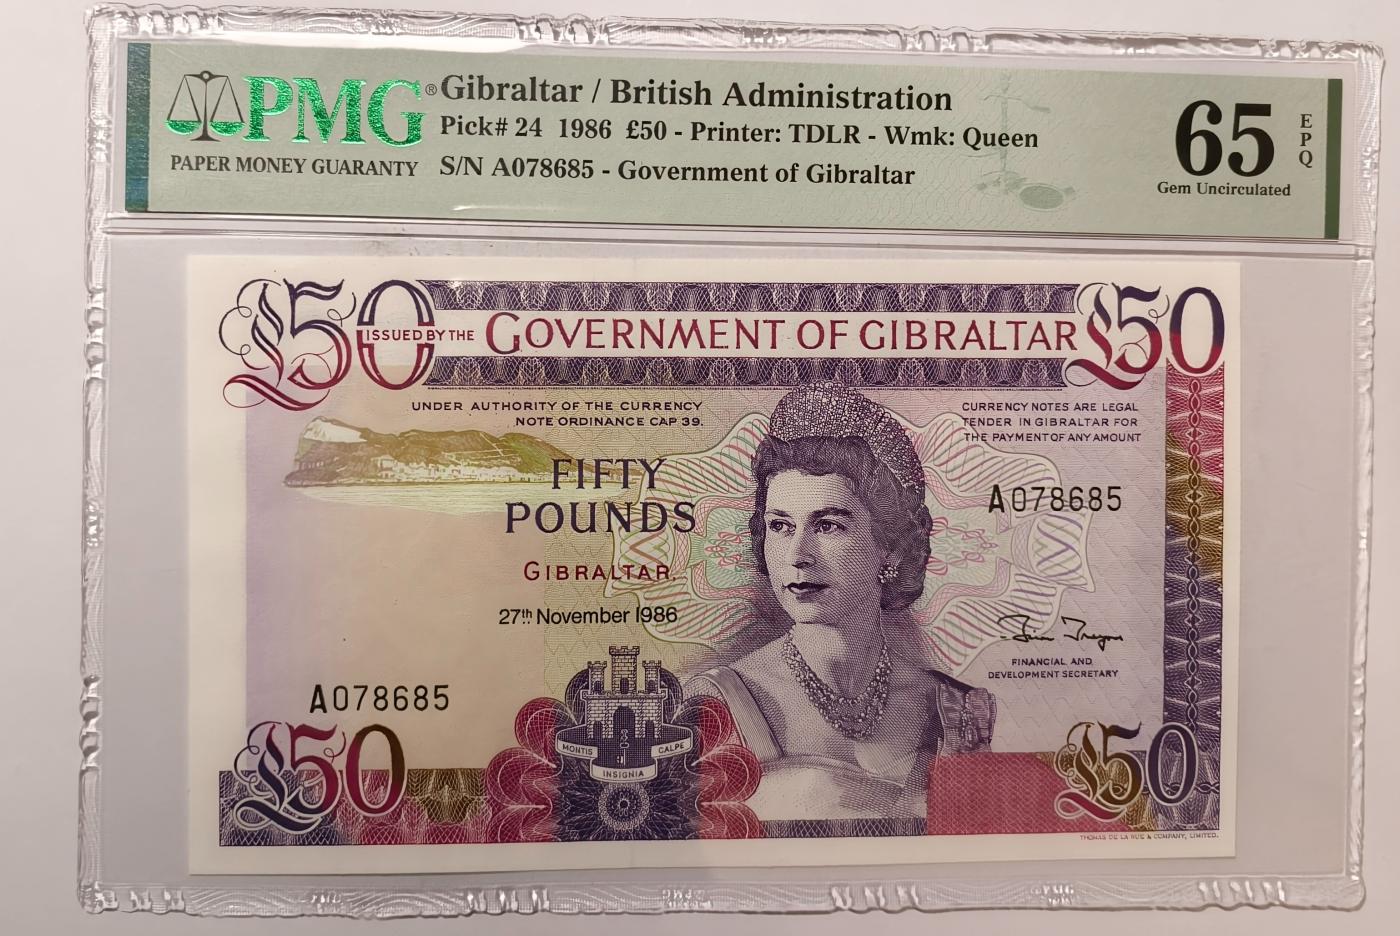 PMG®
PAPER MONEY GUARANTY
Gibraltar / British Administration
Pick# 24 1986 £50 - Printer: TDLR - Wmk: Queen
S/N A078685 - Government of Gibraltar
65
EPQ
Gem Uncirculated
£50
ISSUED BY THE GOVERNMENT OF GIBRALTAR
£50
UNDER AUTHORITY OF THE CURRENCY
NOTE ORDINANCE CAP 39.
CURRENCY NOTES ARE LEGAL
TENDER IN GIBRALTAR FOR
THE PAYMENT OF ANY AMOUNT
FIFTY
POUNDS
GIBRALTAR,
27th November 1986
A078685
FINANCIAL AND
DEVELOPMENT SECRETARY
A078685
MONTIS
CALPE
INSIGNIA
£50
£50
THOMAS DE LA RUE & COMPANY, LIMITED.